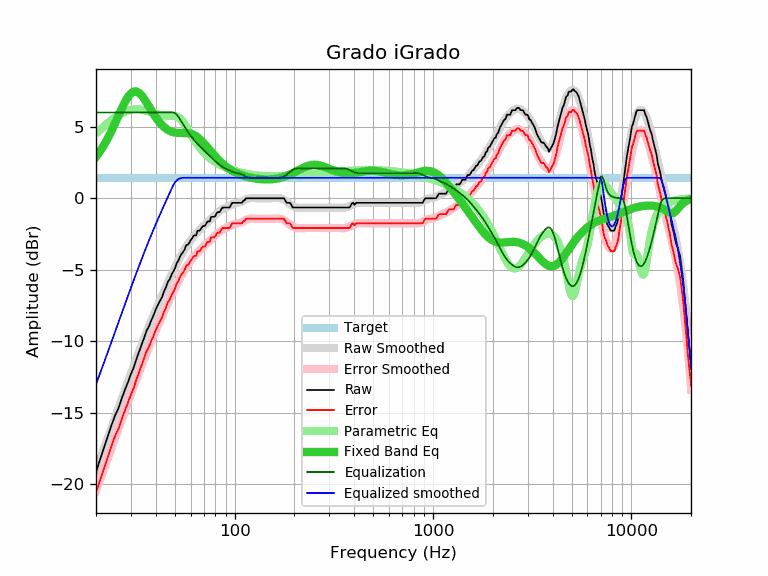 Grado iGrado
Amplitude (dBr)
5
0
−5
−10
−15
−20
Target
Raw Smoothed
Error Smoothed
Raw
Error
Parametric Eq
Fixed Band Eq
Equalization
Equalized smoothed
100
1000
10000
Frequency (Hz)